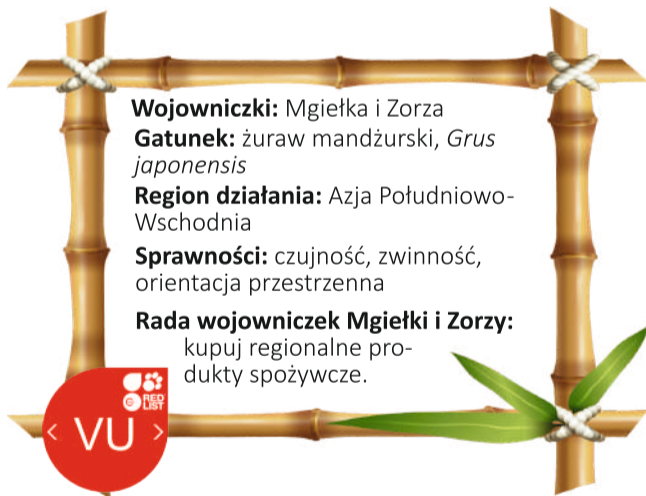 Wojowniczki: Mgiełka i Zorza
Gatunek: żuraw mandżurski, Grus
japonensis
Region działania: Azja Południowo-
Wschodnia
Sprawności: czujność, zwinność,
orientacja przestrzenna
Rada wojowniczek Mgiełki i Zorzy:
kupuj regionalne pro-
dukty spożywcze.
RED
LIST
< VU >